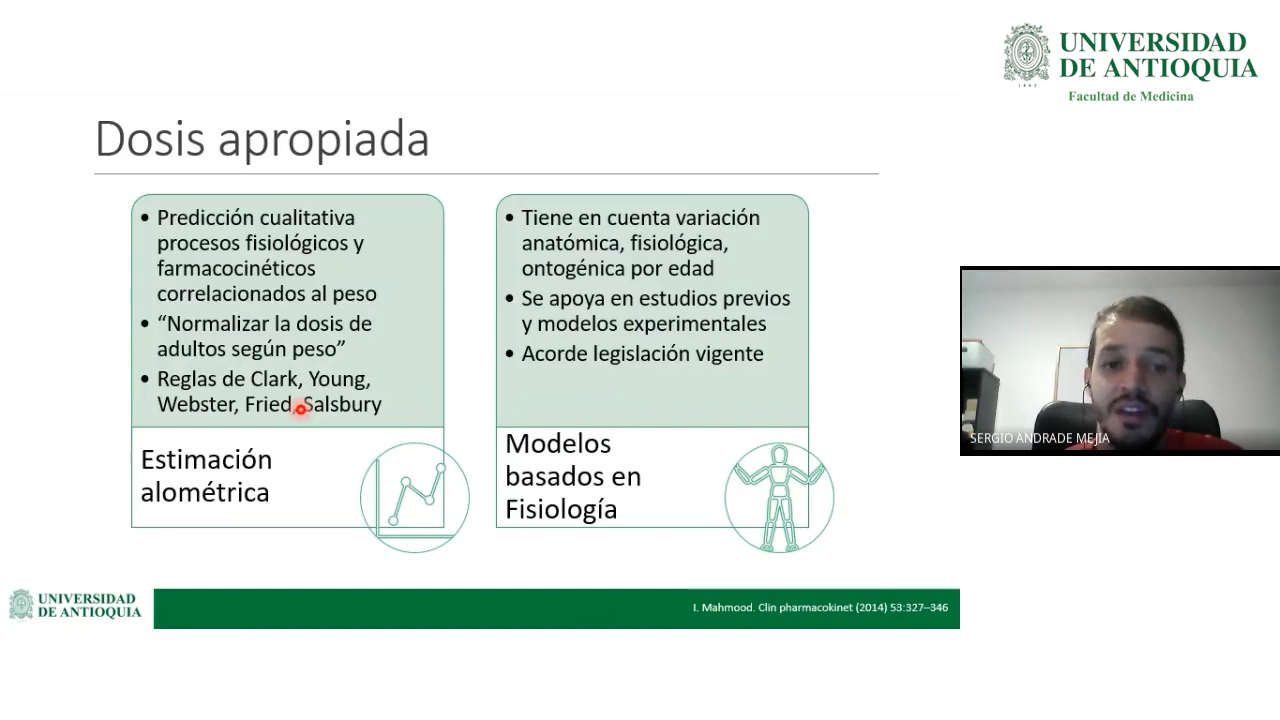 UNIVERSIDAD
DE ANTIOQUIA
Facultad de Medicina
Dosis apropiada
• Predicción cualitativa
procesos fisiológicos y
farmacocinéticos
correlacionados al peso
• “Normalizar la dosis de
adultos según peso”
• Reglas de Clark, Young,
Webster, Fried, Salsbury
Estimación
alométrica
• Tiene en cuenta variación
anatómica, fisiológica,
ontogénica por edad
• Se apoya en estudios previos
y modelos experimentales
• Acorde legislación vigente
Modelos
basados en
Fisiología
SERGIO ANDRADE MEJIA
UNIVERSIDAD
DE ANTIOQUIA
I. Mahmood. Clin pharmacokinet (2014) 53:327–346